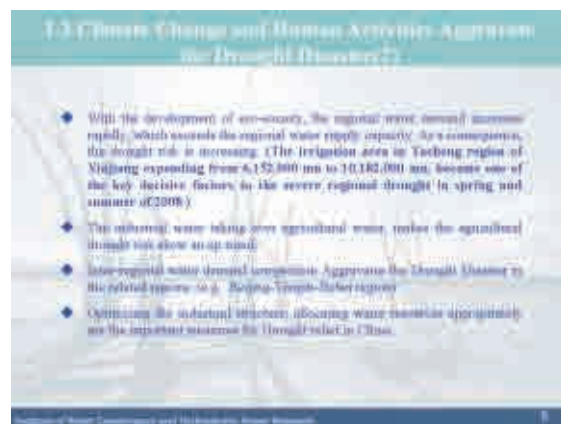 Climate Change and Human Activities Aggravate
the Drought Disasters
With the development of eco-society, the regional water demand increases
rapidly, which exceeds the regional water supply capacity. As a consequence,
the drought risk is increasing. (The irrigation area in Tacheng region of
Xinjiang expanding from 6,152,000 mu to 10,182,000 mu, became one of
the key decisive factors to the severe regional drought in spring and
summer of 2008.)
The industrial water taking over agricultural water, makes the agricultural
drought risk show an up trend.
Inter-regional water demand competition Aggravates the Drought Disaster in
the related regions. (e.g. Beijing-Tianjin-Hebei region)
Optimizing the industrial structure, allocating water resources appropriately
are the important measures for Drought relief in China.